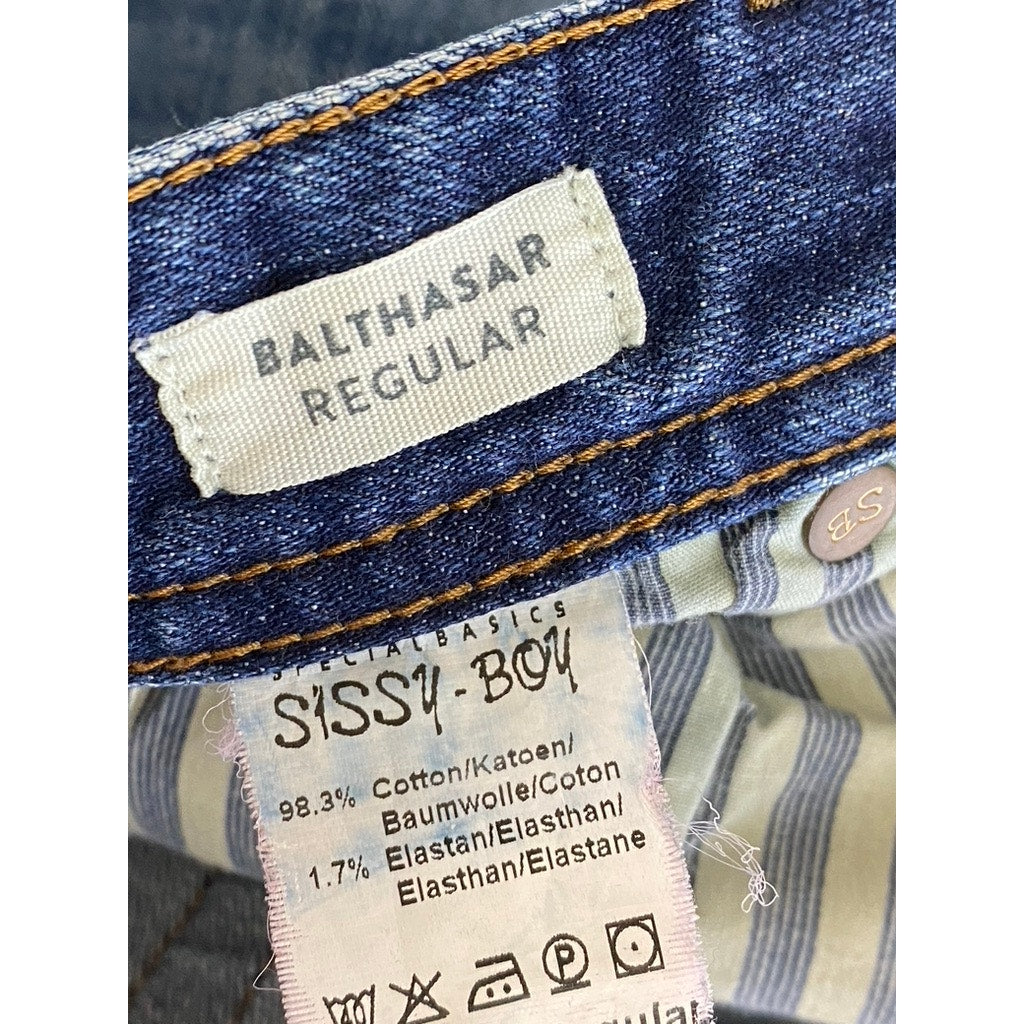 BALTHASAR
REGULAR
SB
SPECIAL BASICS
SISSY-BOY
98.3% Cotton/Katoen/
Baumwolle/Coton
1.7% Elastan/Elasthan/
Elasthan/Elastane
40
P